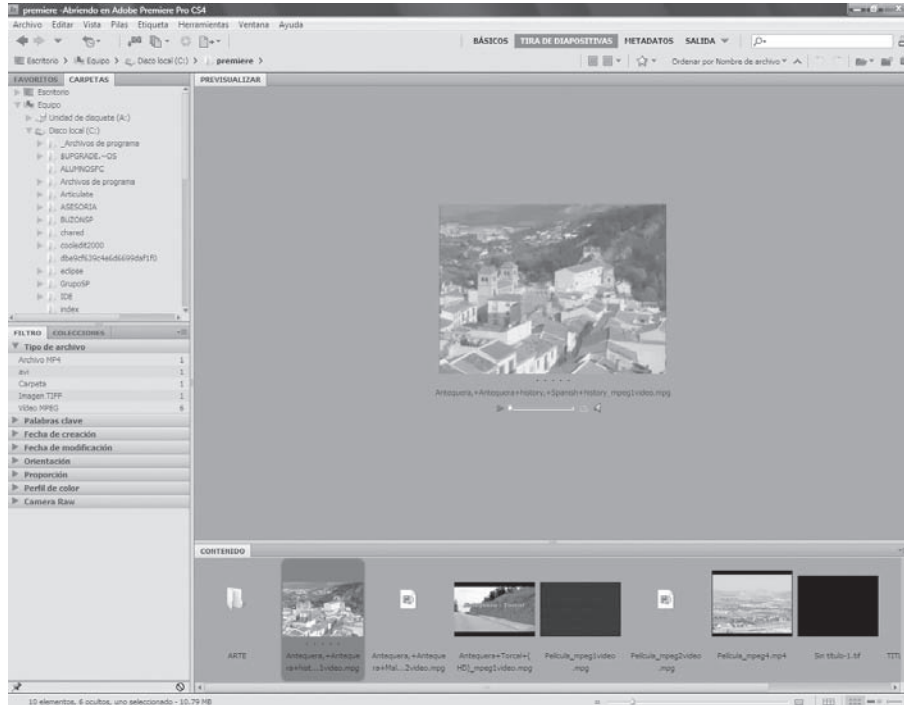 premiere -Abriendo en Adobe Premiere Pro CS4
Archivo Editar Vista Pilas Etiqueta Herramientas Ventana Ayuda
BÁSICOS TIRA DE DIAPOSITIVAS METADATOS SALIDA
Escritorio > Equipo > Disco local (C:) > premiere >
Ordenar por Nombre de archivo
FAVORITOS CARPETAS
PREVISUALIZAR
Escritorio
Equipo
Unidad de disquete (A:)
Disco local (C:)
_Archivos de programa
$UPGRADE.~OS
ALUMNOSFC
Archivos de programa
Articulate
ASESORIA
BUZONSP
chared
cooledit2000
eclipse
GrupoSP
IDE
index
FILTRO COLECCIONES
Tipo de archivo
Archivo MP4 1
avi 1
Carpeta 1
Imagen TIFF 1
Vídeo MPEG 6
Palabras clave
Fecha de creación
Fecha de modificación
Orientación
Proporción
Perfil de color
Camera Raw
Antequera,+Antequera+history,+Spanish+history_mpeg1video.mpg
CONTENIDO
ARTE
Antequera,+Anteque
ra+hist...1video.mpg
Antequera,+Anteque
ra+Mal...2video.mpg
Antequera+Torcal+(
HD)_mpeg1video.mpg
Pelicula_mpeg1video
.mpg
Pelicula_mpeg2video
.mpg
Pelicula_mpeg4.mp4
Sin título-1.tif
10 elementos, 6 ocultos, uno seleccionado - 10.79 MB